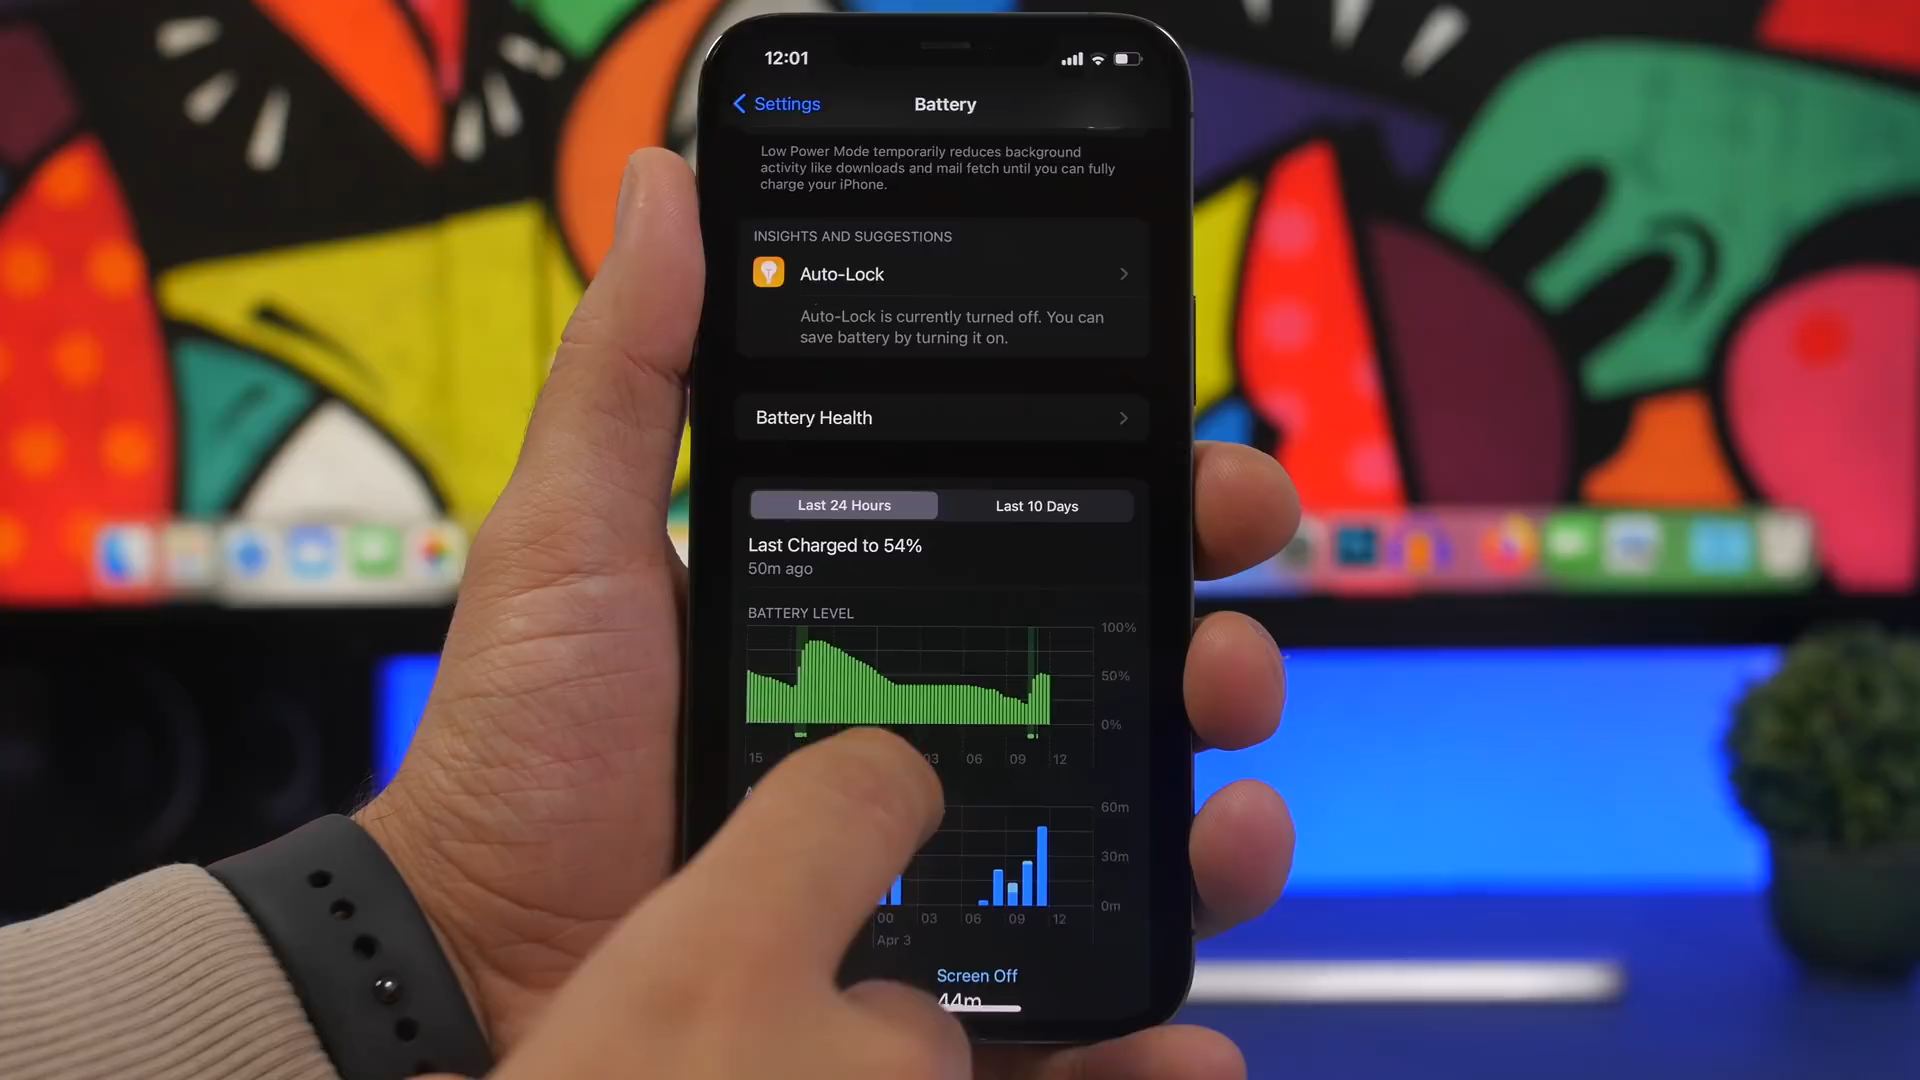 12:01
Settings
Battery
Low Power Mode temporarily reduces background
activity like downloads and mail fetch until you can fully
charge your iPhone.
INSIGHTS AND SUGGESTIONS
Auto-Lock
Auto-Lock is currently turned off. You can
save battery by turning it on.
Battery Health
Last 24 Hours
Last 10 Days
Last Charged to 54%
50m ago
BATTERY LEVEL
100%
50%
0%
15 03 06 09 12
60m
30m
0m
00 03 06 09 12
Apr 3
Screen Off
44m